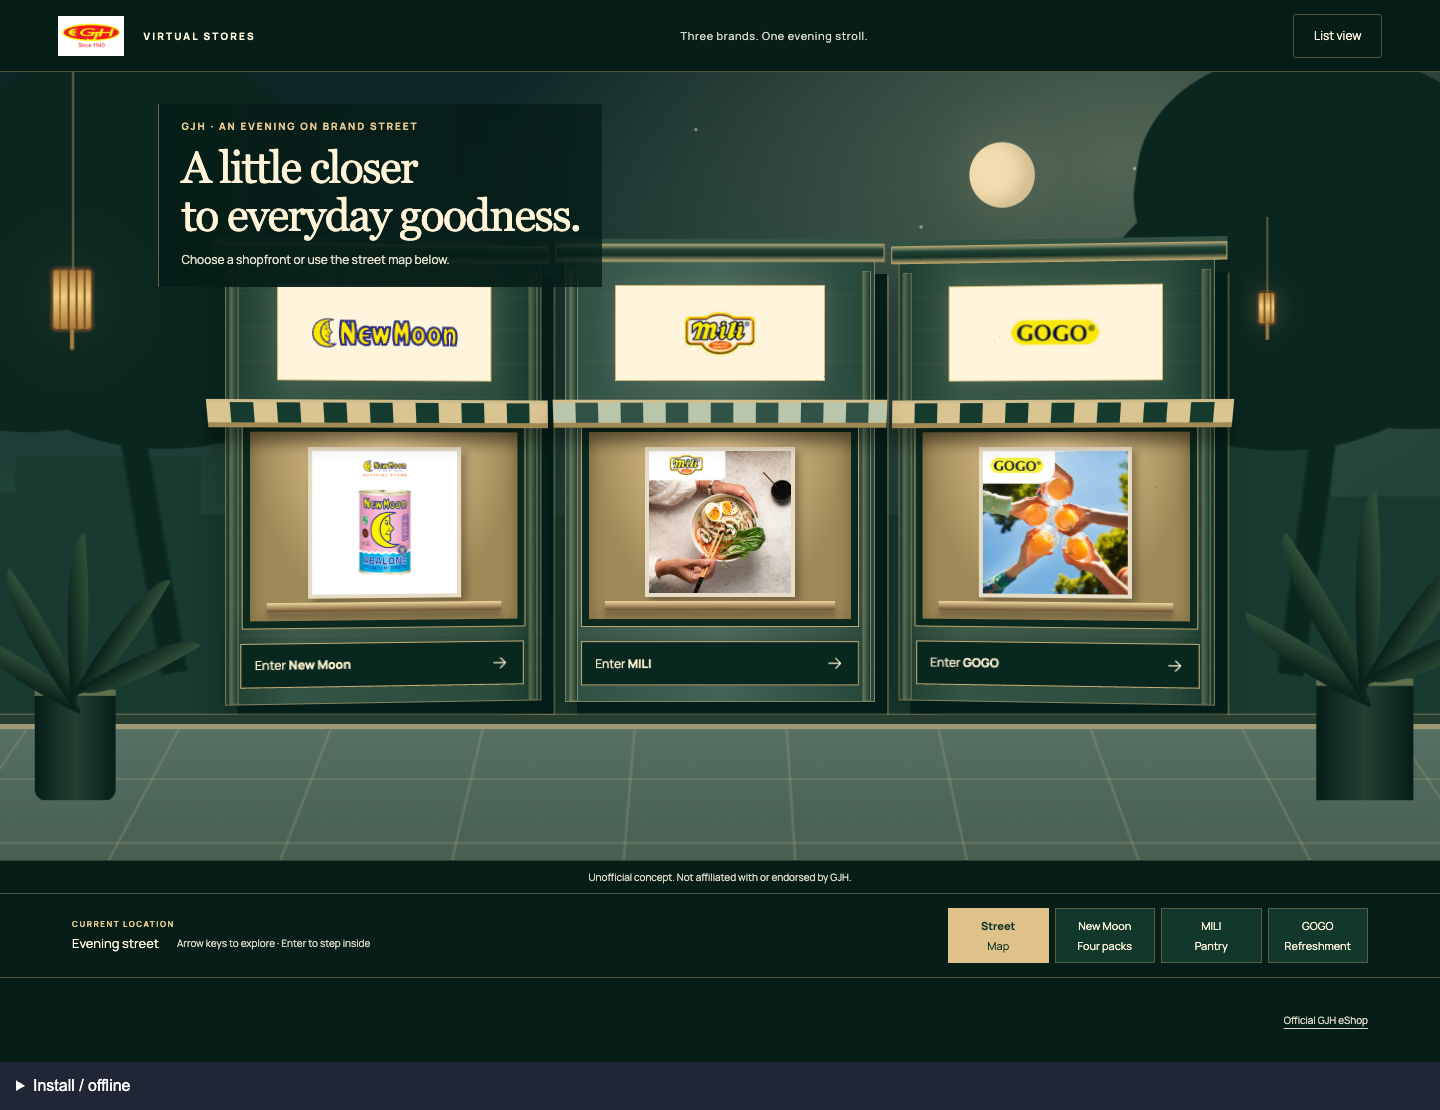 GJH
Since 1940
VIRTUAL STORES
Three brands. One evening stroll.
List view
GJH · AN EVENING ON BRAND STREET
A little closer
to everyday goodness.
Choose a shopfront or use the street map below.
NEWMOON
mili®
GOGO®
NEWMOON
OFFICIAL STORE
NEWMOON
ABALONE
mili
GOGO®
Enter New Moon →
Enter MILI →
Enter GOGO →
Unofficial concept. Not affiliated with or endorsed by GJH.
CURRENT LOCATION
Evening street
Arrow keys to explore · Enter to step inside
Street
Map
New Moon
Four packs
MILI
Pantry
GOGO
Refreshment
Official GJH eShop
▶ Install / offline